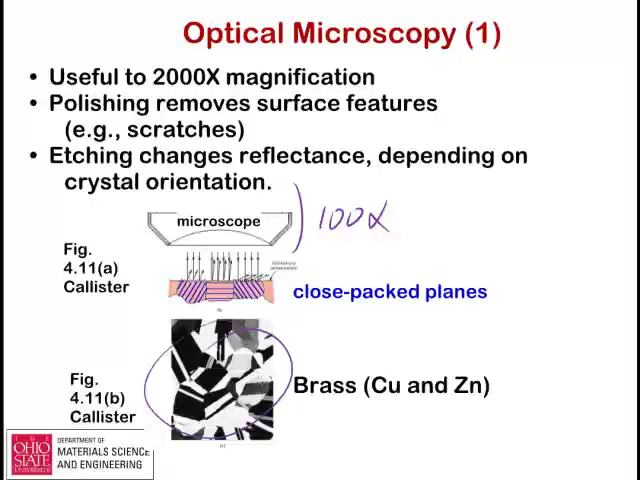 Optical Microscopy (1)
• Useful to 2000X magnification
• Polishing removes surface features
(e.g., scratches)
• Etching changes reflectance, depending on
crystal orientation.
microscope
100x
Fig.
4.11(a)
Callister
close-packed planes
Fig.
4.11(b)
Callister
Brass (Cu and Zn)
T · H · E
OHIO
STATE
UNIVERSITY
DEPARTMENT OF
MATERIALS SCIENCE
AND ENGINEERING